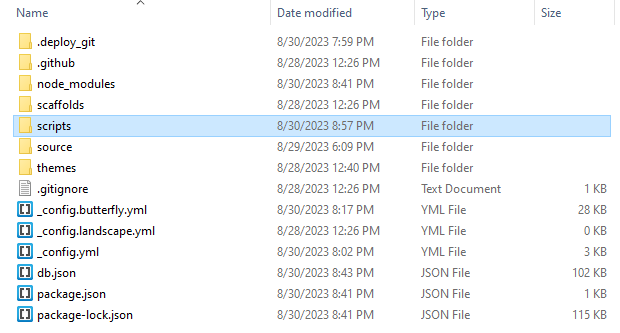 Name Date modified Type Size
.deploy_git 8/30/2023 7:59 PM File folder
.github 8/28/2023 12:26 PM File folder
node_modules 8/30/2023 8:41 PM File folder
scaffolds 8/28/2023 12:26 PM File folder
scripts 8/30/2023 8:57 PM File folder
source 8/29/2023 6:09 PM File folder
themes 8/28/2023 12:40 PM File folder
.gitignore 8/28/2023 12:26 PM Text Document 1 KB
_config.butterfly.yml 8/30/2023 8:17 PM YML File 28 KB
_config.landscape.yml 8/28/2023 12:26 PM YML File 0 KB
_config.yml 8/30/2023 8:02 PM YML File 3 KB
db.json 8/30/2023 8:43 PM JSON File 102 KB
package.json 8/30/2023 8:41 PM JSON File 1 KB
package-lock.json 8/30/2023 8:41 PM JSON File 115 KB